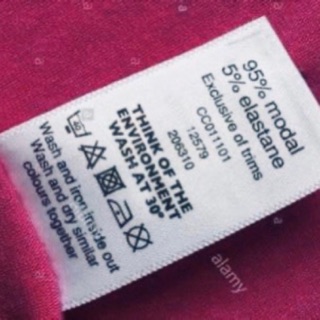 95% modal
5% elastane
Exclusive of trims
CC011101
12579
206310
THINK OF THE
ENVIRONMENT
WASH AT 30°
40
Wash and iron inside out
Wash and dry similar
colours together
alamy